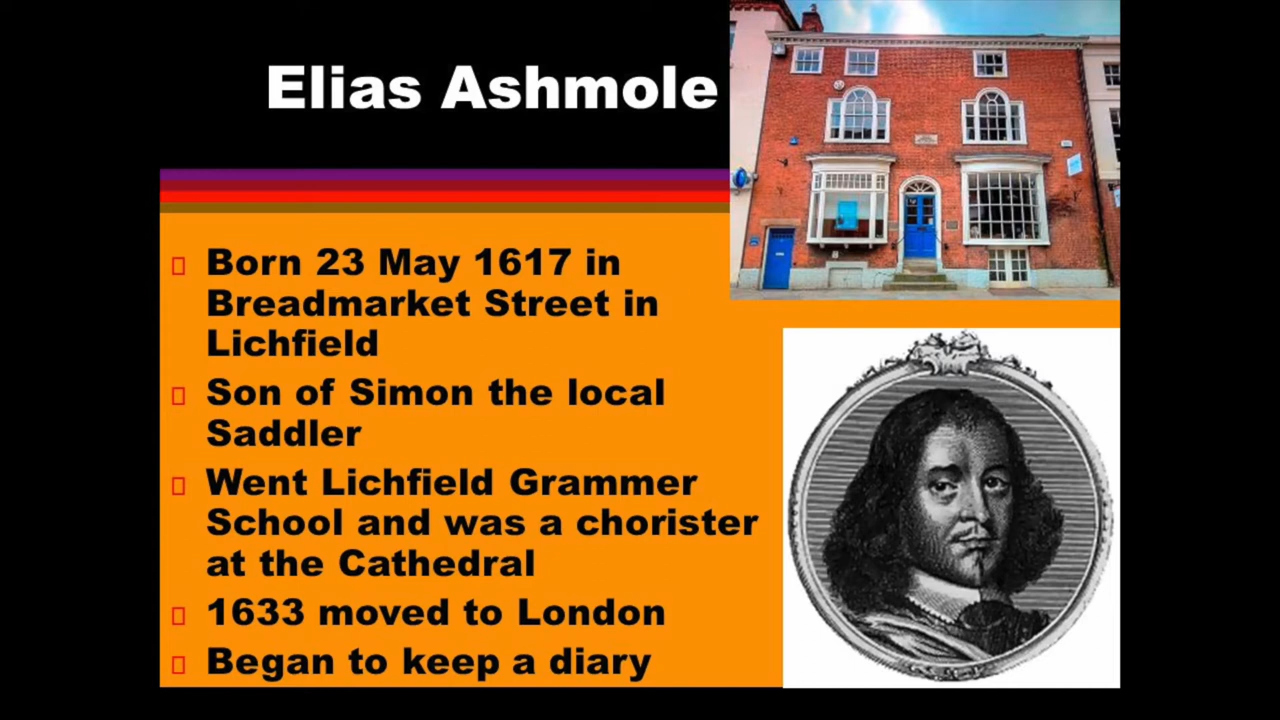 Elias Ashmole
Born 23 May 1617 in
Breadmarket Street in
Lichfield
Son of Simon the local
Saddler
Went Lichfield Grammer
School and was a chorister
at the Cathedral
1633 moved to London
Began to keep a diary